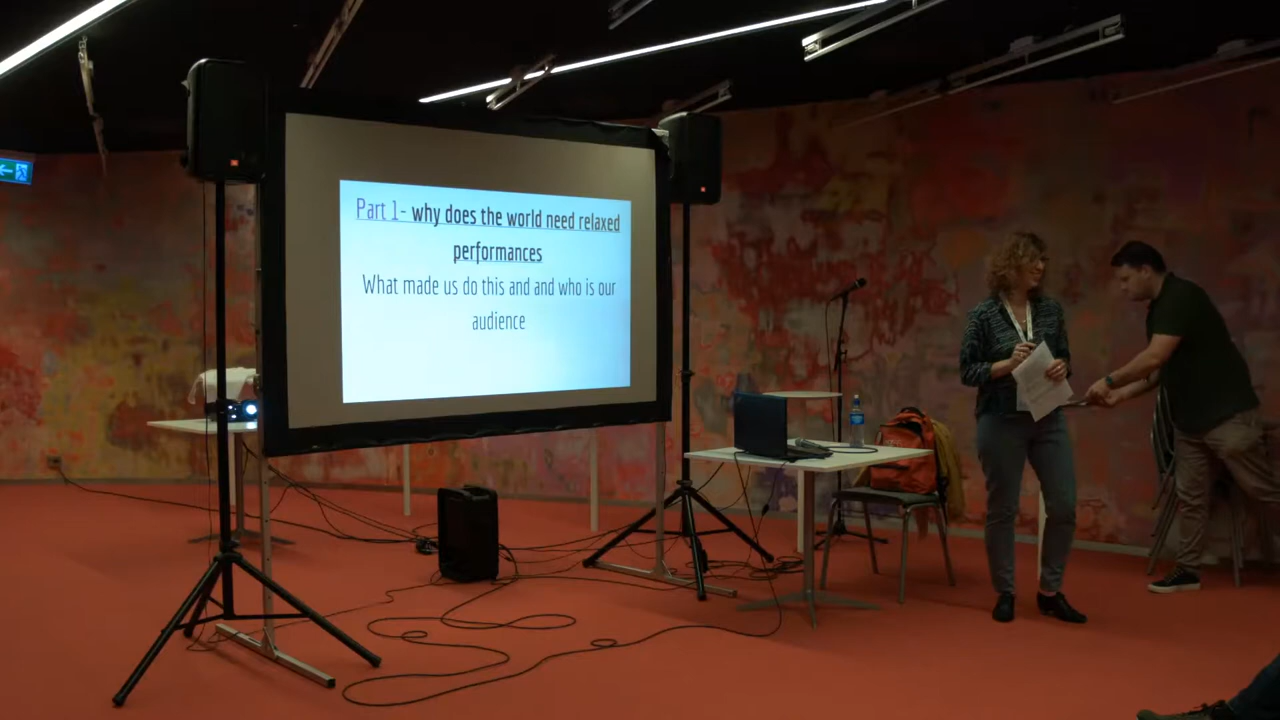 Part 1- why does the world need relaxed
performances
What made us do this and and who is our
audience